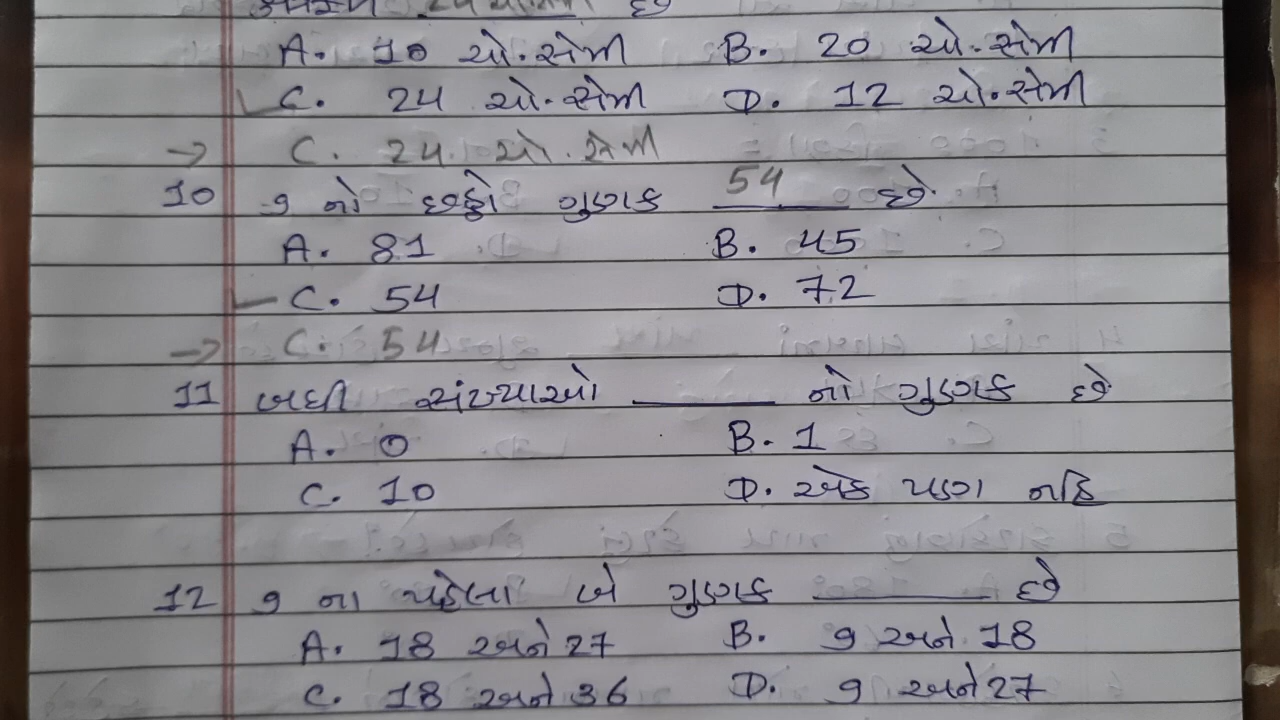 24 ચો.સેમી છે
A. 10 ચો.સેમી B. 20 ચો.સેમી
C. 24 ચો.સેમી D. 12 ચો.સેમી
→ C. 24 ચો.સેમી
10 9 નો છઠ્ઠો ગુણક 54 છે.
A. 81 B. 45
C. 54 D. 72
→ C. 54
11 બધી સંખ્યાઓ ______ નો ગુણક છે
A. 0 B. 1
C. 10 D. એક પણ નહિ
12 9 ના પહેલા બે ગુણક ______ છે
A. 18 અને 27 B. 9 અને 18
C. 18 અને 36 D. 9 અને 27